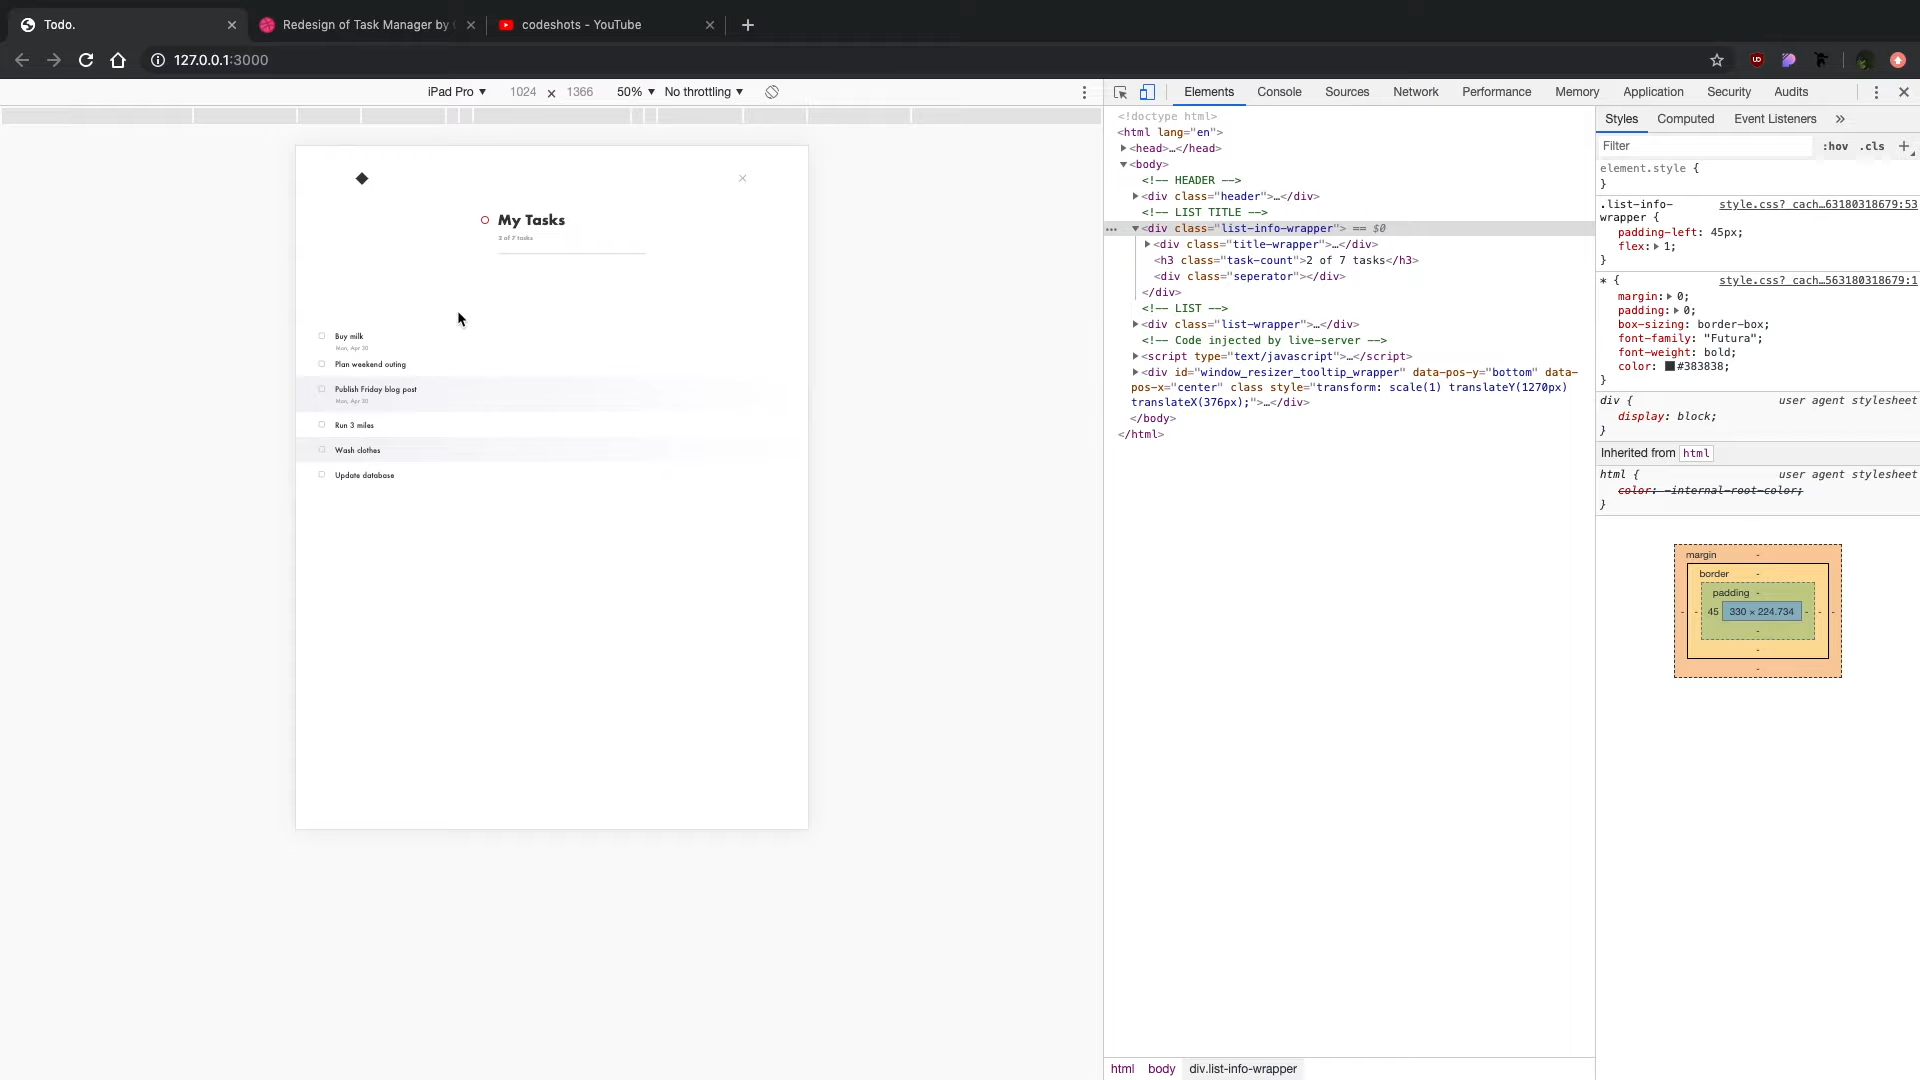 Todo.
Redesign of Task Manager by
codeshots - YouTube
127.0.0.1:3000
iPad Pro 1024 × 1366 50% No throttling
My Tasks
2 of 7 tasks
Buy milk
Mon, Apr 20
Plan weekend outing
Publish Friday blog post
Mon, Apr 20
Run 3 miles
Wash clothes
Update database
Elements Console Sources Network Performance Memory Application Security Audits
<!doctype html>
<html lang="en">
<head>…</head>
<body>
<!-- HEADER -->
<div class="header">…</div>
<!-- LIST TITLE -->
<div class="list-info-wrapper"> == $0
<div class="title-wrapper">…</div>
<h3 class="task-count">2 of 7 tasks</h3>
<div class="seperator"></div>
</div>
<!-- LIST -->
<div class="list-wrapper">…</div>
<!-- Code injected by live-server -->
<script type="text/javascript">…</script>
<div id="window_resizer_tooltip_wrapper" data-pos-y="bottom" data-
pos-x="center" class style="transform: scale(1) translateY(1270px)
translateX(376px);">…</div>
</body>
</html>
html body div.list-info-wrapper
Styles Computed Event Listeners »
Filter :hov .cls +
element.style {
}
.list-info- style.css?_cach…63180318679:53
wrapper {
padding-left: 45px;
flex: 1;
}
* { style.css?_cach…563180318679:1
margin: 0;
padding: 0;
box-sizing: border-box;
font-family: "Futura";
font-weight: bold;
color: #383838;
}
div { user agent stylesheet
display: block;
}
Inherited from html
html { user agent stylesheet
color: -internal-root-color;
}
margin -
border -
padding -
- - 45 330 × 224.734 - - -
-
-
-